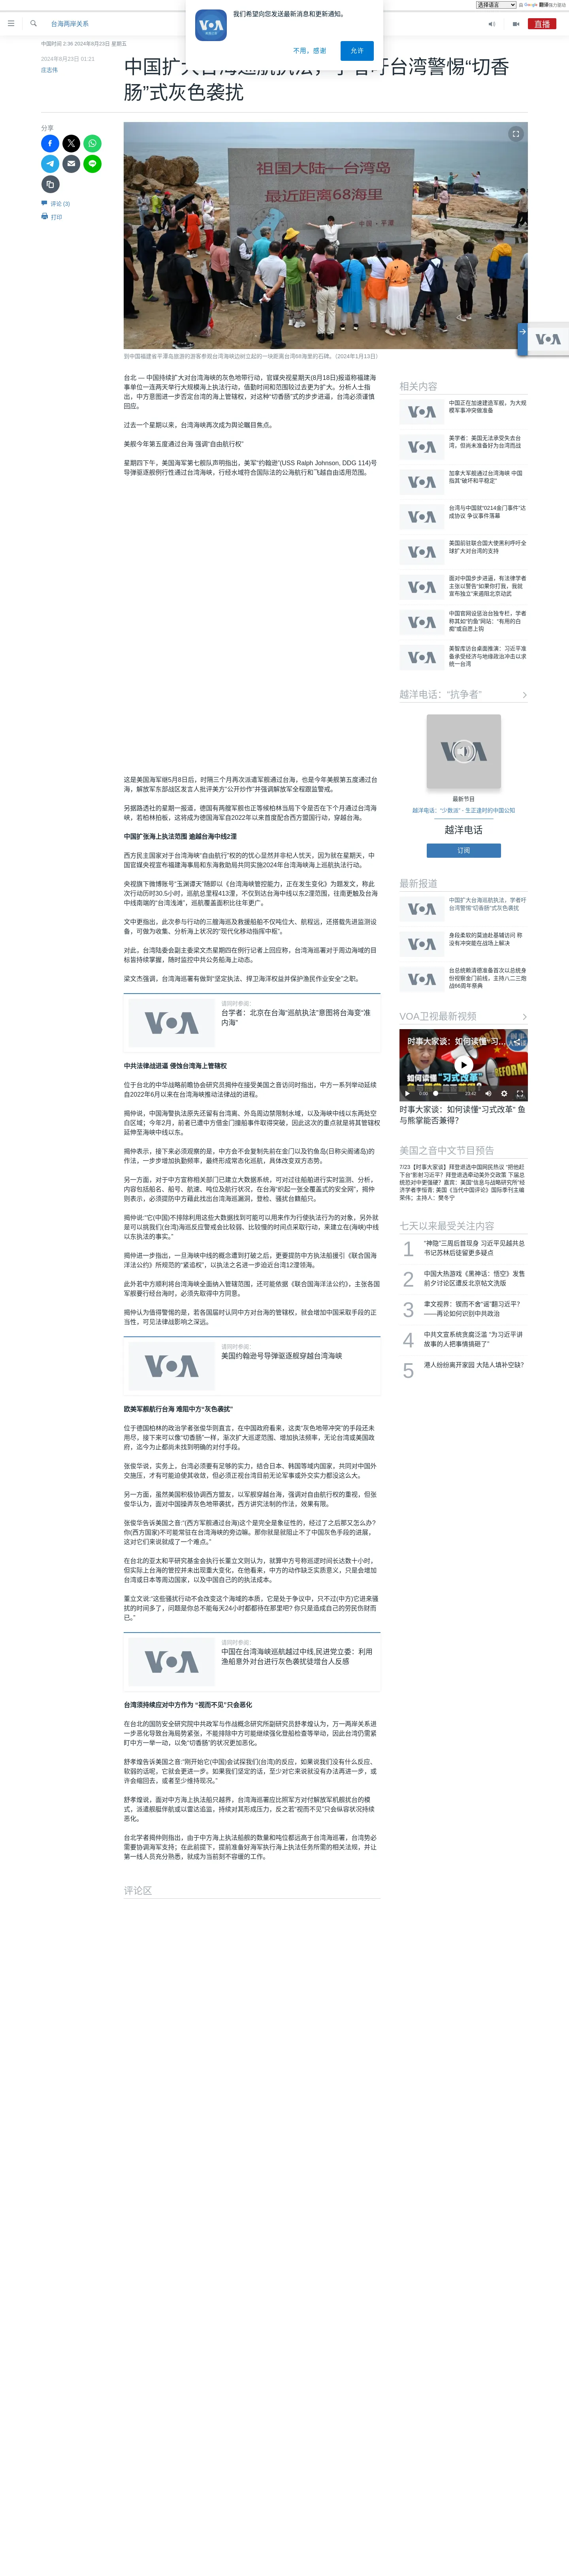 选择语言 由 Google 翻译强力驱动
我们希望向您发送最新消息和更新通知。
不用，感谢
允许
台海两岸关系
直播
中国时间 2:36 2024年8月23日 星期五
中国扩大台海巡航执法，学者吁台湾警惕“切香
肠”式灰色袭扰
2024年8月23日 01:21
庄志伟
分享
评论 (3)
打印
祖国大陆—台湾岛
最近距离68海里
中国·平潭
到中国福建省平潭岛旅游的游客参观台湾海峡边树立起的一块距离台湾68海里的石碑。（2024年1月13日）
台北 — 中国持续扩大对台湾海峡的灰色地带行动，官媒央视星期天(8月18日)报道称福建海
事单位一连两天举行大规模海上执法行动，值勤时间和范围较过去更为扩大。分析人士指
出，中方意图进一步否定台湾的海上管辖权，对这种“切香肠”式的步步进逼，台湾必须谨慎
回应。
过去一个星期以来，台湾海峡再次成为舆论瞩目焦点。
美舰今年第五度通过台海 强调“自由航行权”
星期四下午，美国海军第七舰队声明指出，美军“约翰逊”(USS Ralph Johnson, DDG 114)号
导弹驱逐舰例行性通过台湾海峡，行经水域符合国际法的公海航行和飞越自由适用范围。
这是美国海军继5月8日后，时隔三个月再次派遣军舰通过台海，也是今年美舰第五度通过台
海，解放军东部战区发言人批评美方“公开炒作”并强调解放军全程跟监警戒。
另据路透社的星期一报道，德国有两艘军舰也正等候柏林当局下令是否在下个月通过台湾海
峡，若柏林拍板，这将成为德国海军自2022年以来首度配合西方盟国行动，穿越台海。
中国扩张海上执法范围 逾越台海中线2浬
西方民主国家对于台湾海峡“自由航行”权的的忧心显然并非杞人忧天，因为就在星期天，中
国官媒央视宣布福建海事局和东海救助局共同实施2024年台湾海峡海上巡航执法行动。
央视旗下微博账号“玉渊谭天”随即以《台湾海峡管控能力，正在发生变化》为题发文，称此
次行动历时30.5小时，巡航总里程413浬，不仅到达台海中线以东2浬范围，往南更触及台海
中线南端的“台湾浅滩”，巡航覆盖面积比往年更广。
文中更指出，此次参与行动的三艘海巡及救援船舶不仅吨位大、航程远，还搭载先进监测设
备，可做为收集、分析海上状况的“现代化移动指挥中枢”。
对此，台湾陆委会副主委梁文杰星期四在例行记者上回应称，台湾海巡署对于周边海域的目
标皆持续掌握，随时监控中共公务船海上动态。
梁文杰强调，台湾海巡署有做到“坚定执法、捍卫海洋权益并保护渔民作业安全”之职。
请同时参阅：
台学者：北京在台海“巡航执法”意图将台海变“准
内海”
中共法律战进逼 侵蚀台湾海上管辖权
位于台北的中华战略前瞻协会研究员揭仲在接受美国之音访问时指出，中方一系列举动延续
自2022年6月以来在台湾海峡推动法律战的进程。
揭仲说，中国海警执法原先还留有台湾离、外岛周边禁限制水域、以及海峡中线以东两处空
白区域；今年2月，前者已遭中方借金门撞船事件取得突破，因此这次的重点就是将其管辖权
延伸至海峡中线以东。
揭仲表示，接下来必须观察的是，中方会不会复制先前在金门以及钓鱼岛(日称尖阁诸岛)的
作法，一步步增加执勤频率，最终形成常态化巡航，具体改变双方态势。
另一方面，对于中方宣称相关部门已建立大数据系统，可对过往船舶进行实时监测、分析，
内容包括船名、船号、航速、吨位及航行状况，在台海“织起一张全覆盖式的安全网”，揭仲
则表示，必须提防中方藉此找出台湾海巡漏洞，登检、骚扰台籍船只。
揭仲说:“它(中国)不排除利用这些大数据找到可能可以用来作为行使执法行为的对象，另外就
是可以挑我们(台湾)海巡反应警戒会比较弱、比较慢的时间点采取行动，来建立在(海峡)中线
以东执法的事实。”
揭仲进一步指出，一旦海峡中线的概念遭到打破之后，更要提防中方执法船援引《联合国海
洋法公约》所规范的“紧追权”，以执法之名进一步迫近台湾12浬领海。
此外若中方顺利将台湾海峡全面纳入管辖范围，还可能依据《联合国海洋法公约》，主张各国
军舰要行经台海时，必须先取得中方同意。
揭仲认为值得警惕的是，若各国届时认同中方对台海的管辖权，就会增加中国采取手段的正
当性，可见法律战影响之深远。
请同时参阅：
美国约翰逊号导弹驱逐舰穿越台湾海峡
欧美军舰航行台海 难阻中方“灰色袭扰”
位于德国柏林的政治学者张俊华则直言，在中国政府看来，这类“灰色地带冲突”的手段还未
用尽，接下来可以像“切香肠”一样，渐次扩大巡逻范围、增加执法频率，无论台湾或美国政
府，迄今为止都尚未找到明确的对付手段。
张俊华说，实务上，台湾必须要有足够的实力，结合日本、韩国等域内国家，共同对中国外
交施压，才有可能迫使其收敛，但必须正视台湾目前无论军事或外交实力都没这么大。
另一方面，虽然美国积极协调西方盟友，以军舰穿越台海，强调对自由航行权的重视，但张
俊华认为，面对中国操弄灰色地带袭扰，西方讲究法制的作法，效果有限。
张俊华告诉美国之音:“(西方军舰通过台海)这个是完全是象征性的，经过了之后那又怎么办?
你(西方国家)不可能常驻在台湾海峡的旁边嘛。那你就是就阻止不了中国灰色手段的进展，
这对它们来说就成了一个难点。”
在台北的亚太和平研究基金会执行长董立文则认为，就算中方号称巡逻时间长达数十小时，
但实际上台海的管控并未出现重大变化，在他看来，中方的动作缺乏实质意义，只是会增加
台湾或日本等周边国家，以及中国自己的的执法成本。
董立文说:“这些骚扰行动不会改变这个海域的本质，它是处于争议中，只不过(中方)它进来骚
扰的时间多了，问题是你总不能每天24小时都都待在那里吧? 你只是造成自己的劳民伤财而
已。”
请同时参阅：
中国在台湾海峡巡航越过中线,民进党立委：利用
渔船意外对台进行灰色袭扰徒增台人反感
台湾须持续应对中方作为 “视而不见”只会恶化
在台北的国防安全研究院中共政军与作战概念研究所副研究员舒孝煌认为，万一两岸关系进
一步恶化导致台海局势紧张，不能排除中方可能继续强化登船检查等举动，因此台湾仍需紧
盯中方一举一动，以免“切香肠”的状况更加恶化。
舒孝煌告诉美国之音:“刚开始它(中国)会试探我们(台湾)的反应，如果说我们没有什么反应、
软弱的话呢，它就会更进一步。如果我们坚定的话，至少对它来说就没有办法再进一步，或
许会缩回去，或者至少维持现况。”
舒孝煌说，面对中方海上执法船只越界，台湾海巡署应比照军方对付解放军机舰扰台的模
式，派遣舰艇伴航或以雷达追监，持续对其形成压力，反之若“视而不见”只会纵容状况持续
恶化。
台北学者揭仲则指出，由于中方海上执法船舰的数量和吨位都远高于台湾海巡署，台湾势必
需要协调海军支持；在此前提下，提前准备好海军执行海上执法任务所需的相关法规，并让
第一线人员充分熟悉，就成为当前刻不容缓的工作。
评论区
相关内容
中国正在加速建造军舰，为大规
模军事冲突做准备
美学者：美国无法承受失去台
湾，但尚未准备好为台湾而战
加拿大军舰通过台湾海峡 中国
指其”破坏和平稳定”
台湾与中国就“0214金门事件”达
成协议 争议事件落幕
美国前驻联合国大使黑利呼吁全
球扩大对台湾的支持
面对中国步步进逼，有法律学者
主张以警告“如果你打我，我就
宣布独立”来遏阻北京动武
中国官网设惩治台独专栏，学者
称其如“钓鱼”网站：“有用的白
痴”或自愿上钩
美智库访台桌面推演：习近平准
备承受经济与地缘政治冲击以求
统一台湾
越洋电话：“抗争者”
最新节目
越洋电话：“少数派” - 生正逢时的中国公知
越洋电话
订阅
最新报道
中国扩大台海巡航执法，学者吁
台湾警惕“切香肠”式灰色袭扰
身段柔软的莫迪赴基辅访问 称
没有冲突能在战场上解决
台总统赖清德准备首次以总统身
份视察金门前线，主持八二三炮
战66周年祭典
VOA卫视最新视频
时事大家谈：如何读懂“习…
如何读懂“习式改革”
0:00
23:42
时事大家谈：如何读懂“习式改革” 鱼
与熊掌能否兼得?
美国之音中文节目预告
7/23【时事大家谈】拜登退选中国网民热议 “把他赶
下台”影射习近平？拜登退选牵动美外交政策 下届总
统恐对中更强硬？嘉宾：美国“信息与战略研究所”经
济学者李恒青; 美国《当代中国评论》国际季刊主编
荣伟；主持人：樊冬宁
七天以来最受关注内容
1 “神隐”三周后首现身 习近平见越共总
书记苏林后徒留更多疑点
2 中国大热游戏《黑神话：悟空》发售
前夕讨论区遭反北京帖文洗版
3 聿文视界：锲而不舍“谣”翻习近平？
——再论如何识别中共政治
4 中共文宣系统贪腐泛滥 “为习近平讲
故事的人把事情搞砸了”
5 港人纷纷离开家园 大陆人填补空缺?